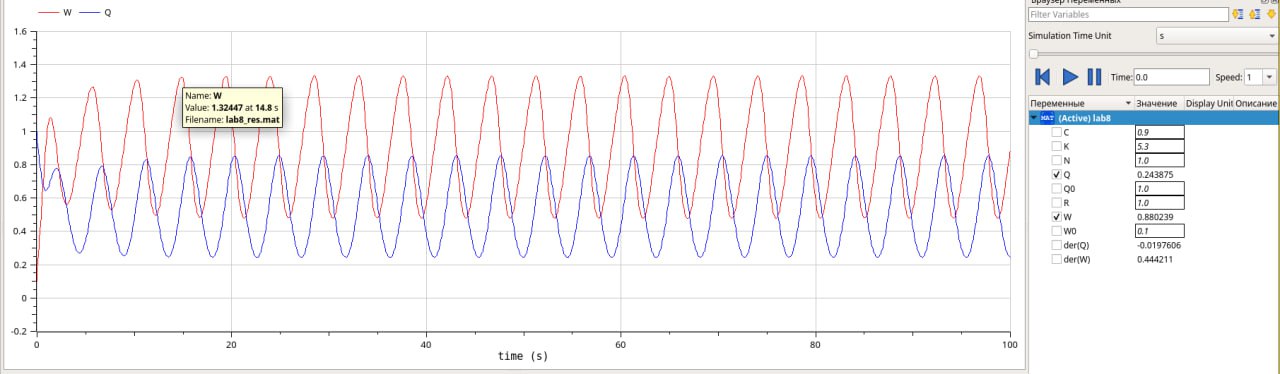 W Q
1.6
1.4
1.2
1
0.8
0.6
0.4
0.2
0
-0.2
0 20 40 60 80 100
time (s)
Name: W
Value: 1.32447 at 14.8 s
Filename: lab8_res.mat
Браузер Переменных
Filter Variables
Simulation Time Unit s
Time: 0.0 Speed: 1
Переменные Значение Display Unit Описание
MAT (Active) lab8
C 0.9
K 5.3
N 1.0
Q 0.243875
Q0 1.0
R 1.0
W 0.880239
W0 0.1
der(Q) -0.0197606
der(W) 0.444211